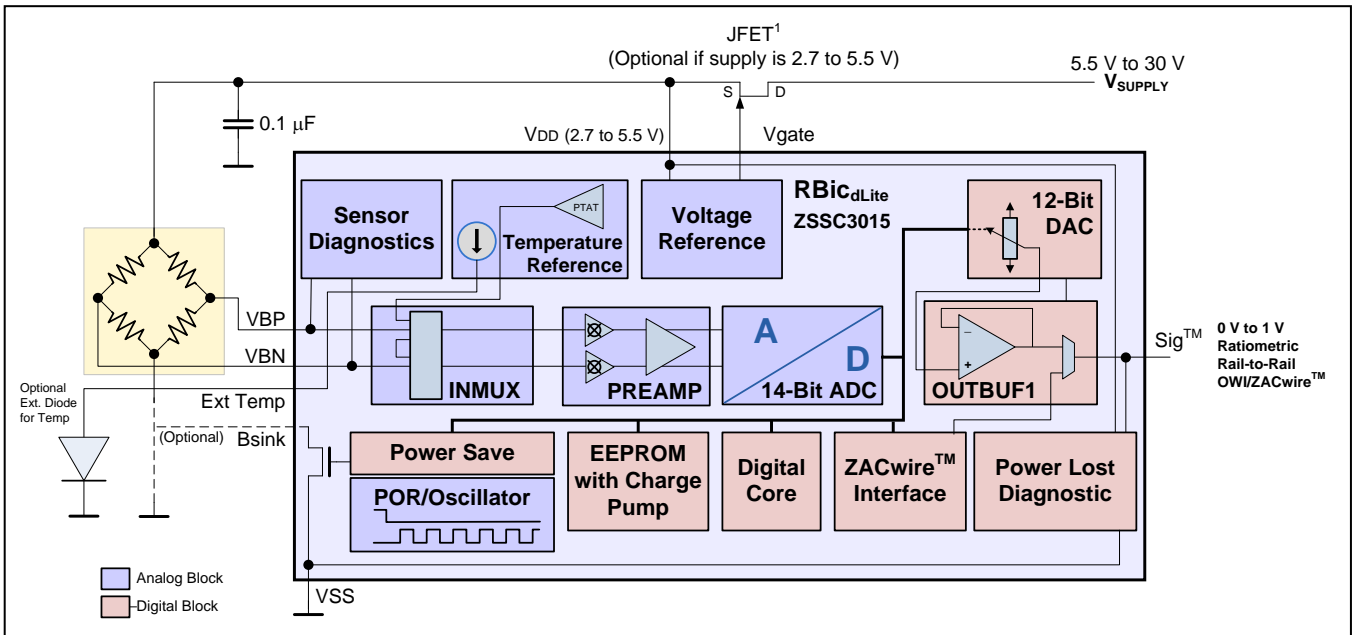 JFET¹
(Optional if supply is 2.7 to 5.5 V)
5.5 V to 30 V
VSUPPLY
S
D
0.1 µF
VDD (2.7 to 5.5 V)
Vgate
Sensor
Diagnostics
PTAT
Temperature
Reference
Voltage
Reference
RBicdLite
ZSSC3015
12-Bit
DAC
VBP
VBN
INMUX
PREAMP
A
D
14-Bit ADC
–
+
OUTBUF1
Sig™
0 V to 1 V
Ratiometric
Rail-to-Rail
OWI/ZACwire™
Optional
Ext. Diode
for Temp
Ext Temp
(Optional)
Bsink
Power Save
POR/Oscillator
EEPROM
with Charge
Pump
Digital
Core
ZACwire™
Interface
Power Lost
Diagnostic
Analog Block
Digital Block
VSS